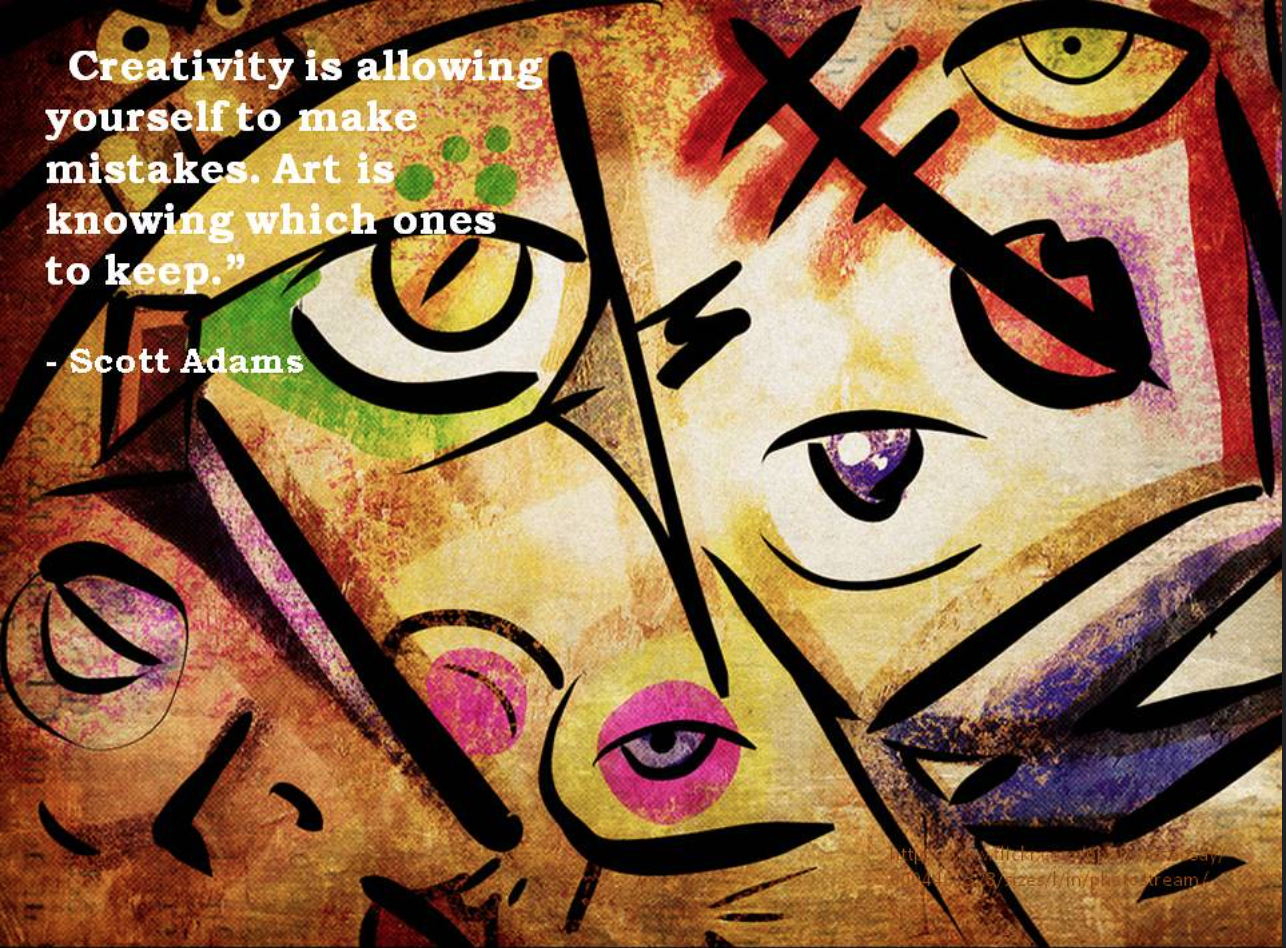 Creativity is allowing
yourself to make
mistakes. Art is
knowing which ones
to keep.”
- Scott Adams